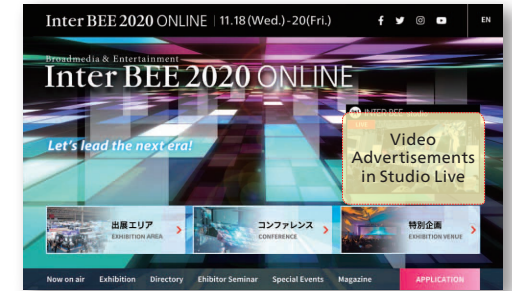 Inter BEE 2020 ONLINE | 11.18(Wed.)-20(Fri.)
EN
Broadmedia & Entertainment
Inter BEE 2020 ONLINE
INTER BEE studio
LIVE
Let's lead the next era!
Video
Advertisements
in Studio Live
出展エリア
EXHIBITION AREA
コンファレンス
CONFERENCE
特別企画
EXHIBITION VENUE
Now on air Exhibition Directory Ehibitor Seminar Special Events Magazine APPLICATION